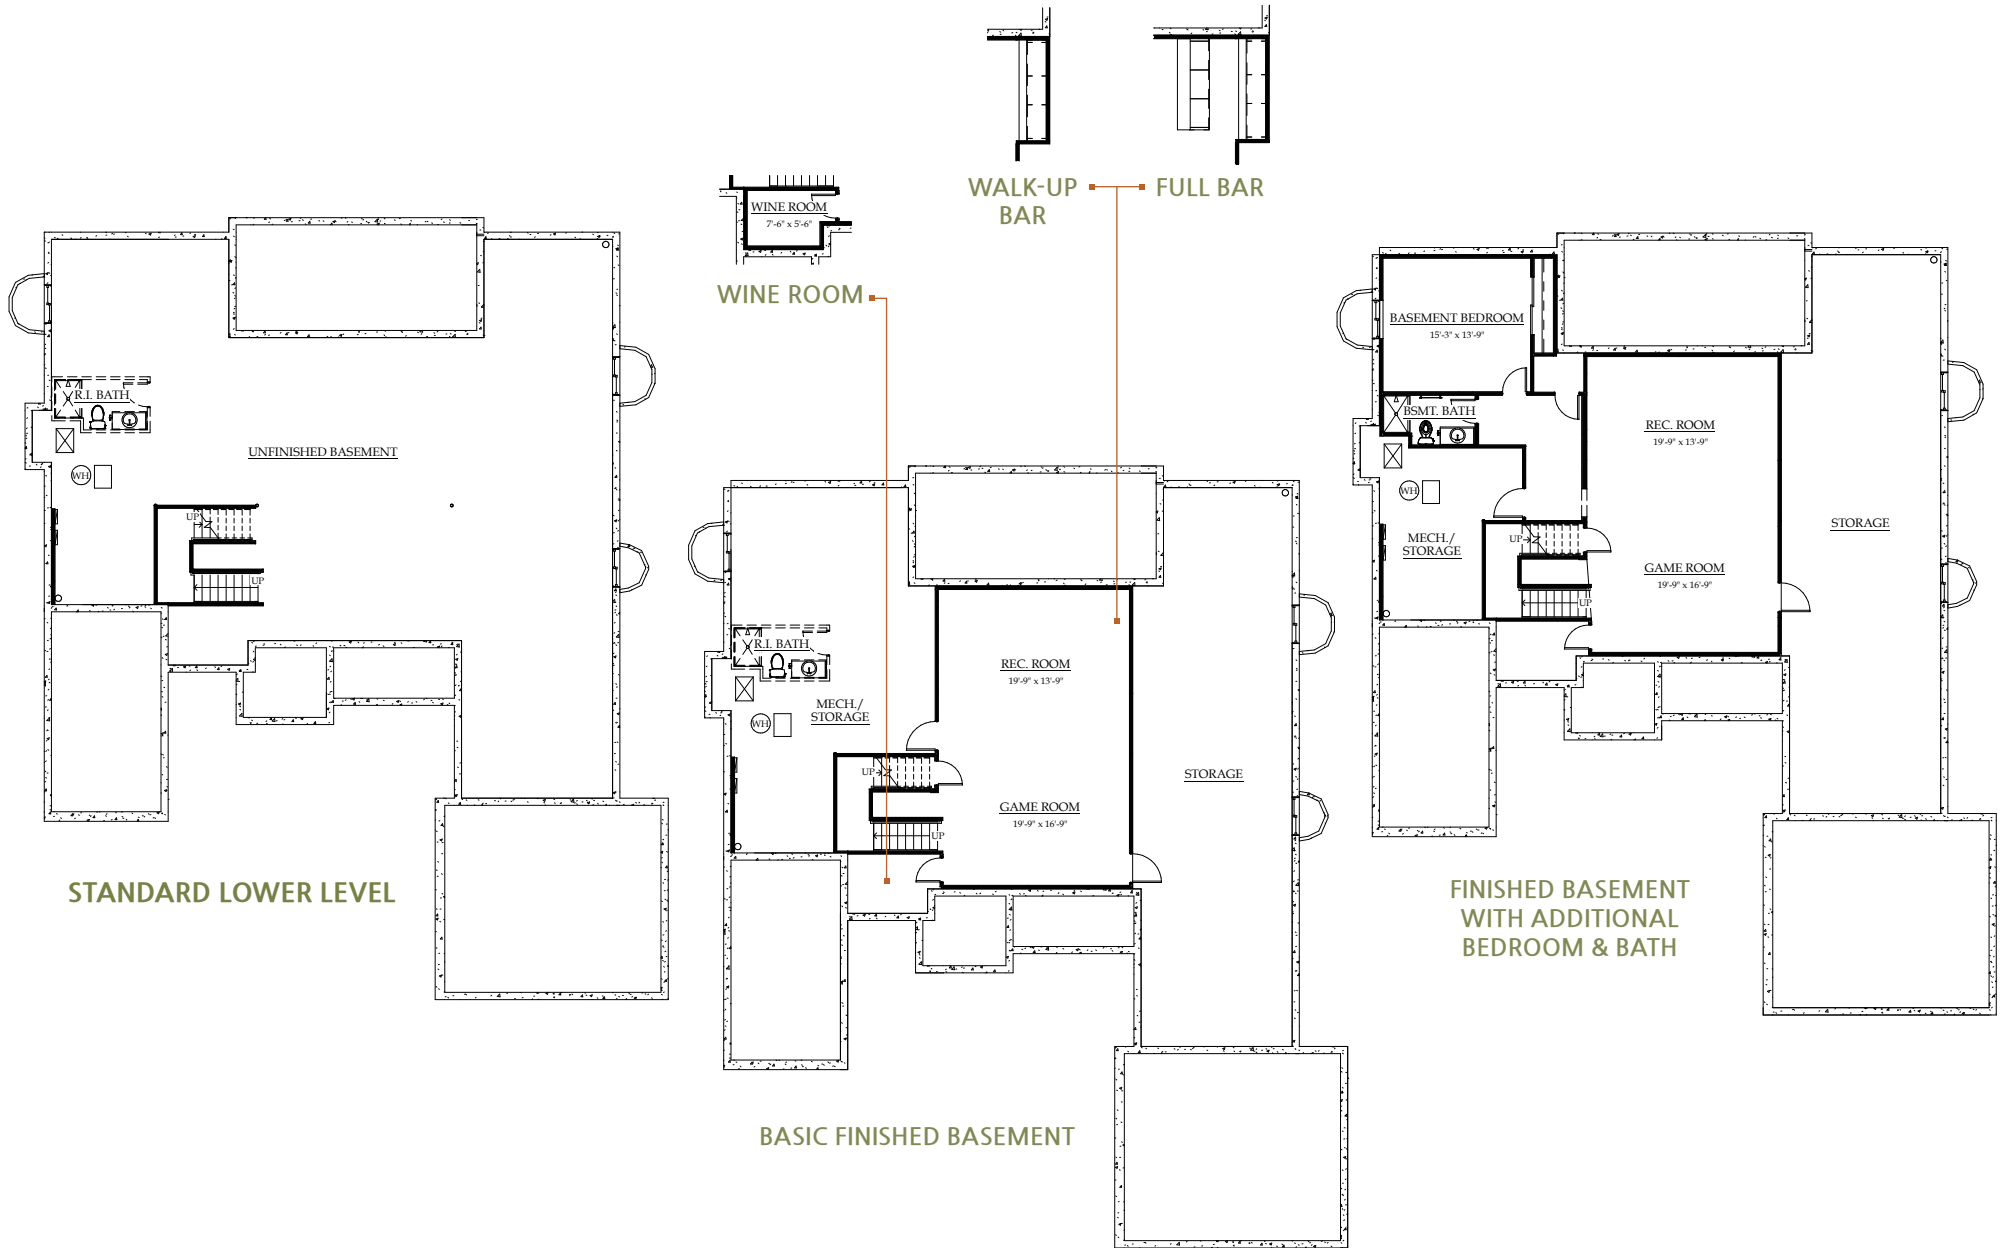 WALK-UP
BAR
FULL BAR
WINE ROOM
7'-6" x 5'-6"
WINE ROOM
R.I. BATH
UNFINISHED BASEMENT
WH
UP
UP
STANDARD LOWER LEVEL
R.I. BATH
MECH./
STORAGE
WH
REC. ROOM
19'-9" x 13'-9"
UP
UP
GAME ROOM
19'-9" x 16'-9"
STORAGE
BASIC FINISHED BASEMENT
BASEMENT BEDROOM
15'-3" x 13'-9"
BSMT. BATH
REC. ROOM
19'-9" x 13'-9"
WH
MECH./
STORAGE
UP
UP
GAME ROOM
19'-9" x 16'-9"
STORAGE
FINISHED BASEMENT
WITH ADDITIONAL
BEDROOM & BATH